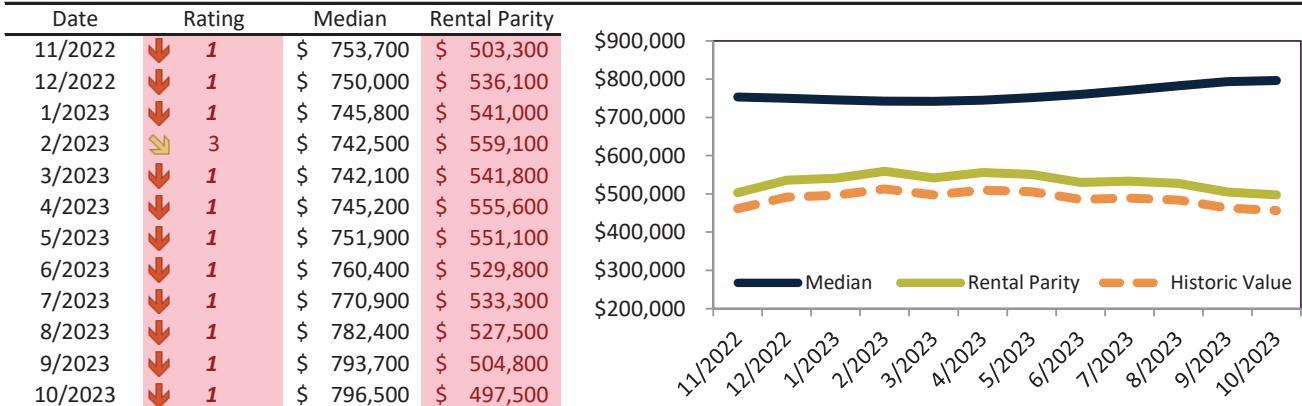 Date Rating Median Rental Parity
11/2022 1 $ 753,700 $ 503,300
12/2022 1 $ 750,000 $ 536,100
1/2023 1 $ 745,800 $ 541,000
2/2023 3 $ 742,500 $ 559,100
3/2023 1 $ 742,100 $ 541,800
4/2023 1 $ 745,200 $ 555,600
5/2023 1 $ 751,900 $ 551,100
6/2023 1 $ 760,400 $ 529,800
7/2023 1 $ 770,900 $ 533,300
8/2023 1 $ 782,400 $ 527,500
9/2023 1 $ 793,700 $ 504,800
10/2023 1 $ 796,500 $ 497,500
$900,000
$800,000
$700,000
$600,000
$500,000
$400,000
$300,000
$200,000
Median Rental Parity Historic Value
11/2022 12/2022 1/2023 2/2023 3/2023 4/2023 5/2023 6/2023 7/2023 8/2023 9/2023 10/2023